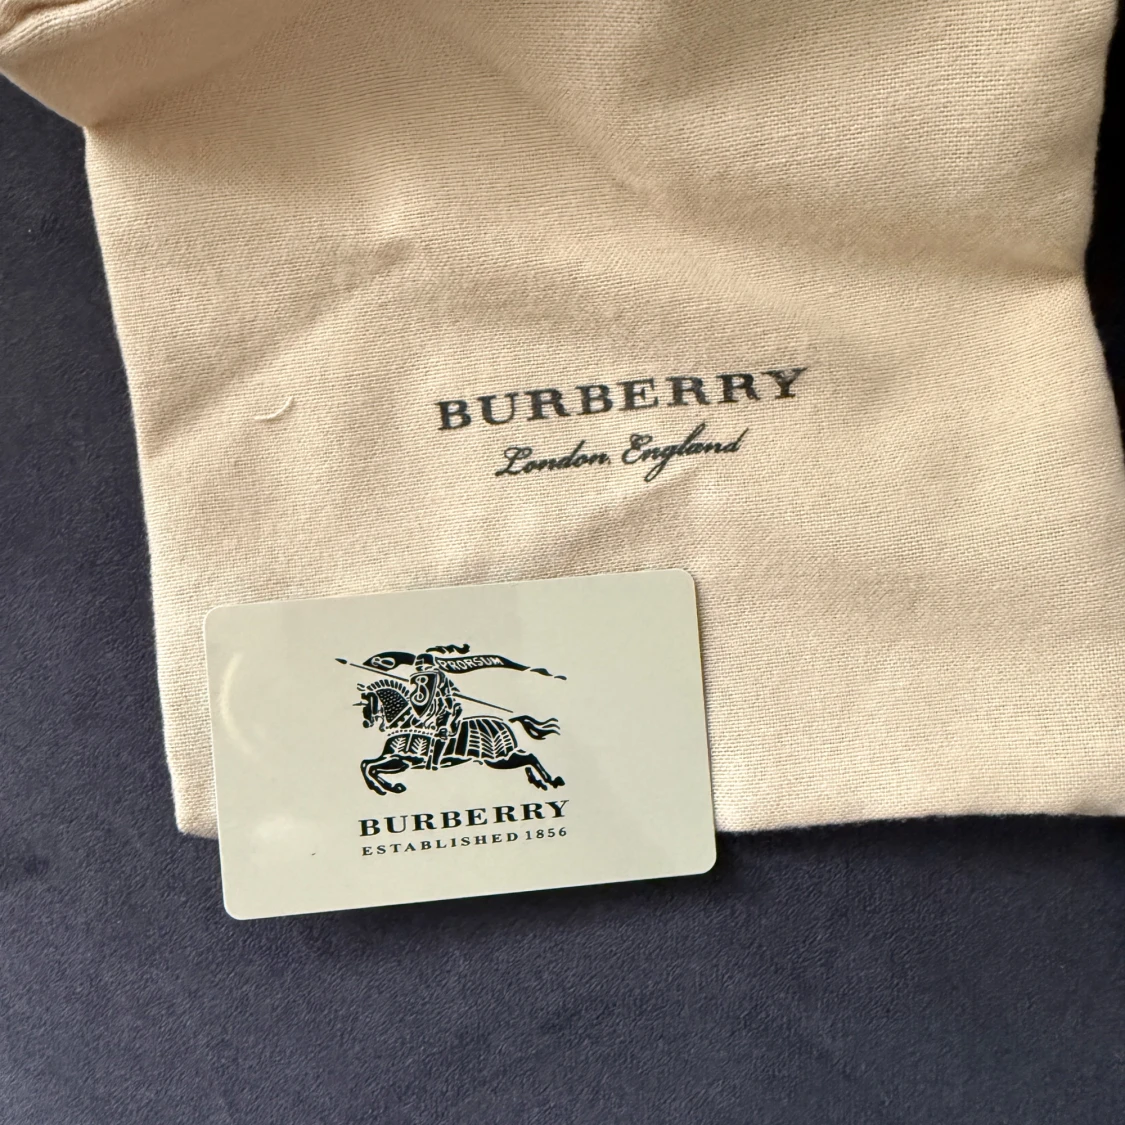 BURBERRY
London, England
B PRORSUM
B
BURBERRY
ESTABLISHED 1856